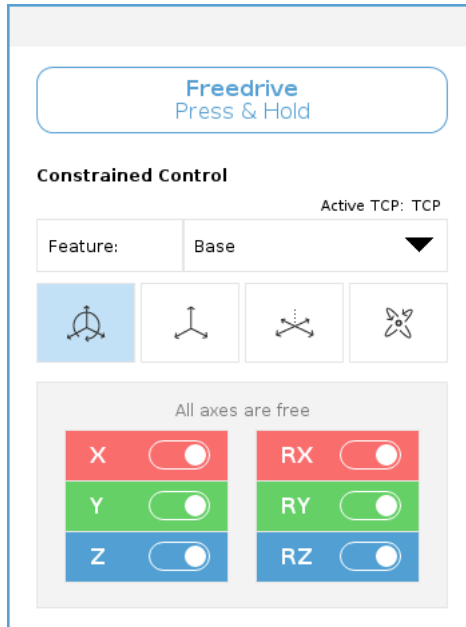 Freedrive
Press & Hold
Constrained Control
Active TCP: TCP
Feature: Base
All axes are free
X RX
Y RY
Z RZ